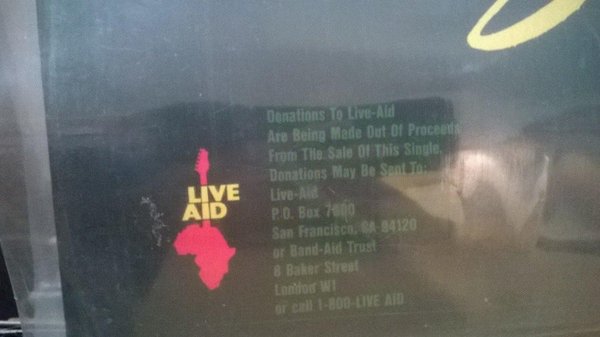 LIVE
AID
Donations To Live-Aid
Are Being Made Out Of Proceeds
From The Sale Of This Single.
Donations May Be Sent To:
Live-Aid
P.O. Box
San Francisco, CA 84120
or Band-Aid Trust
8 Baker Street
London W1
or call 1-800-LIVE AID